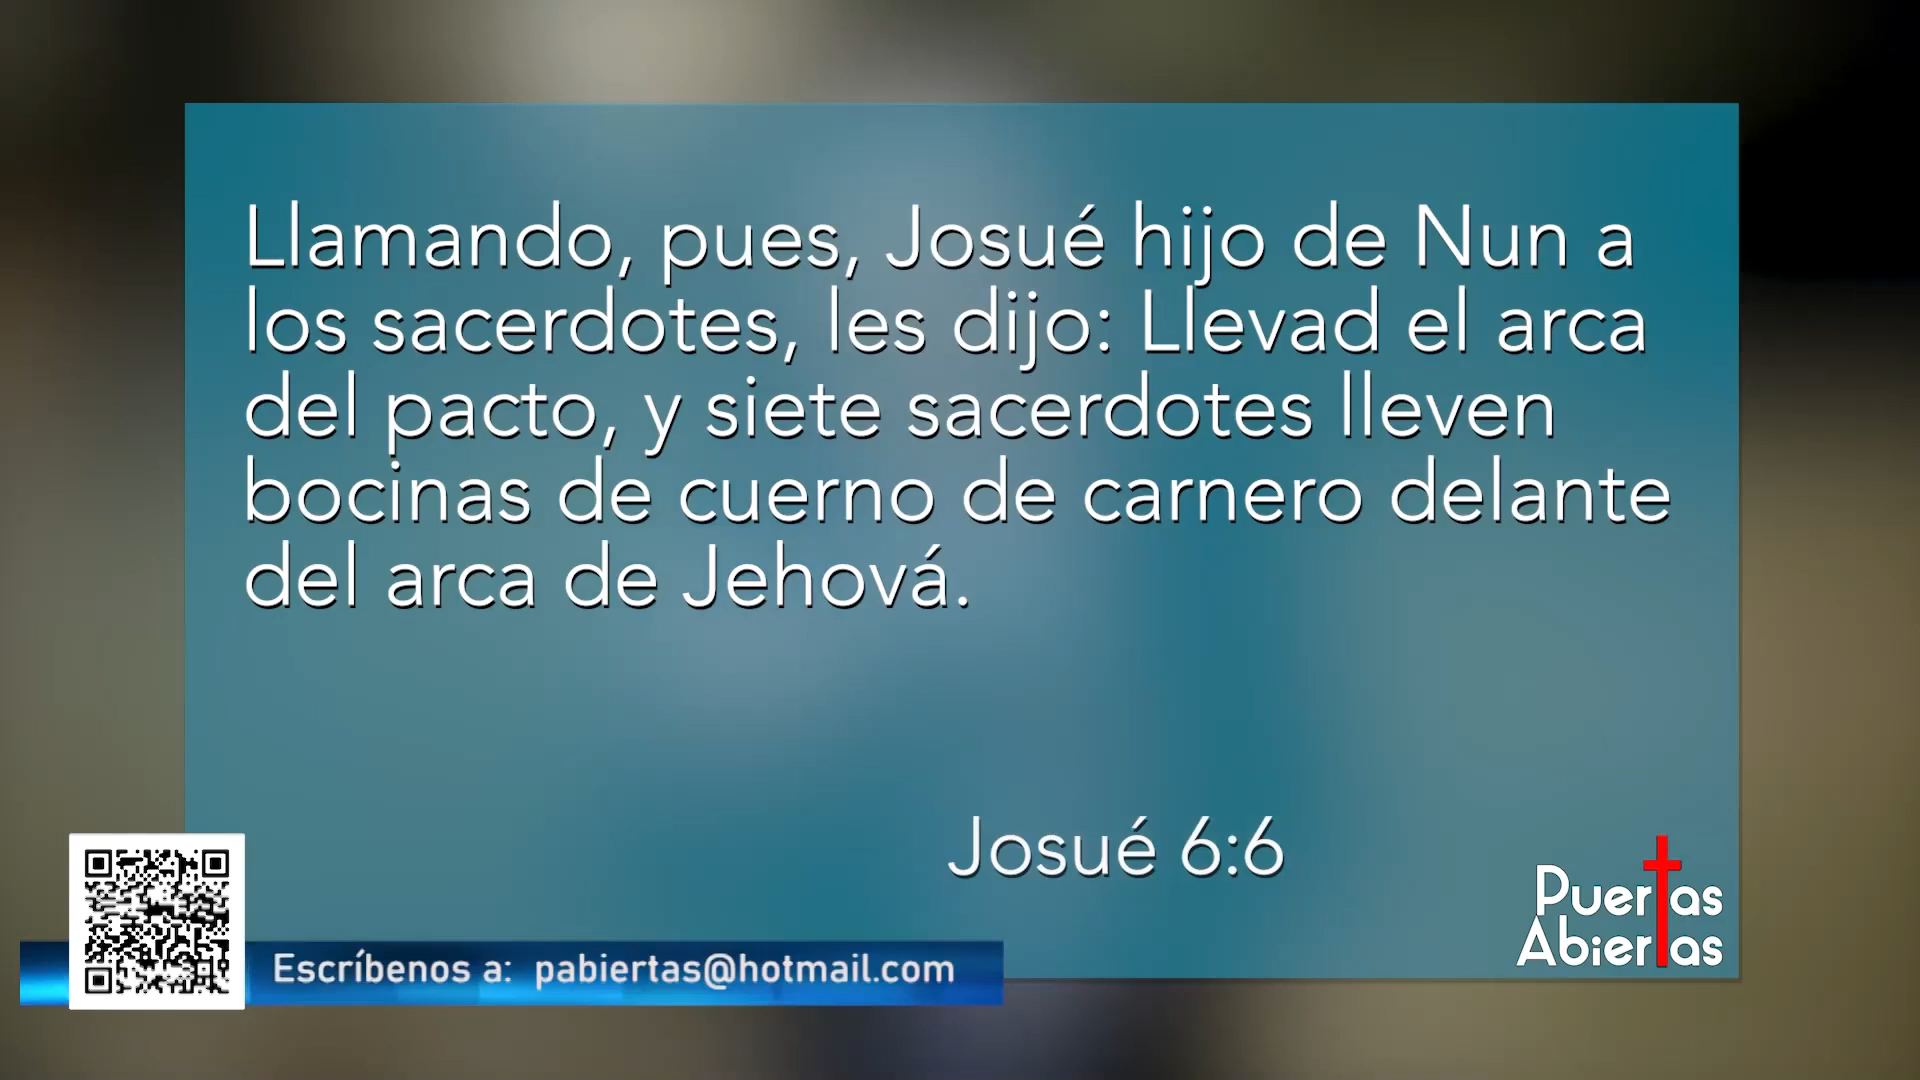 Llamando, pues, Josué hijo de Nun a
los sacerdotes, les dijo: Llevad el arca
del pacto, y siete sacerdotes lleven
bocinas de cuerno de carnero delante
del arca de Jehová.
Josué 6:6
Puertas
Abiertas
Escríbenos a: pabiertas@hotmail.com